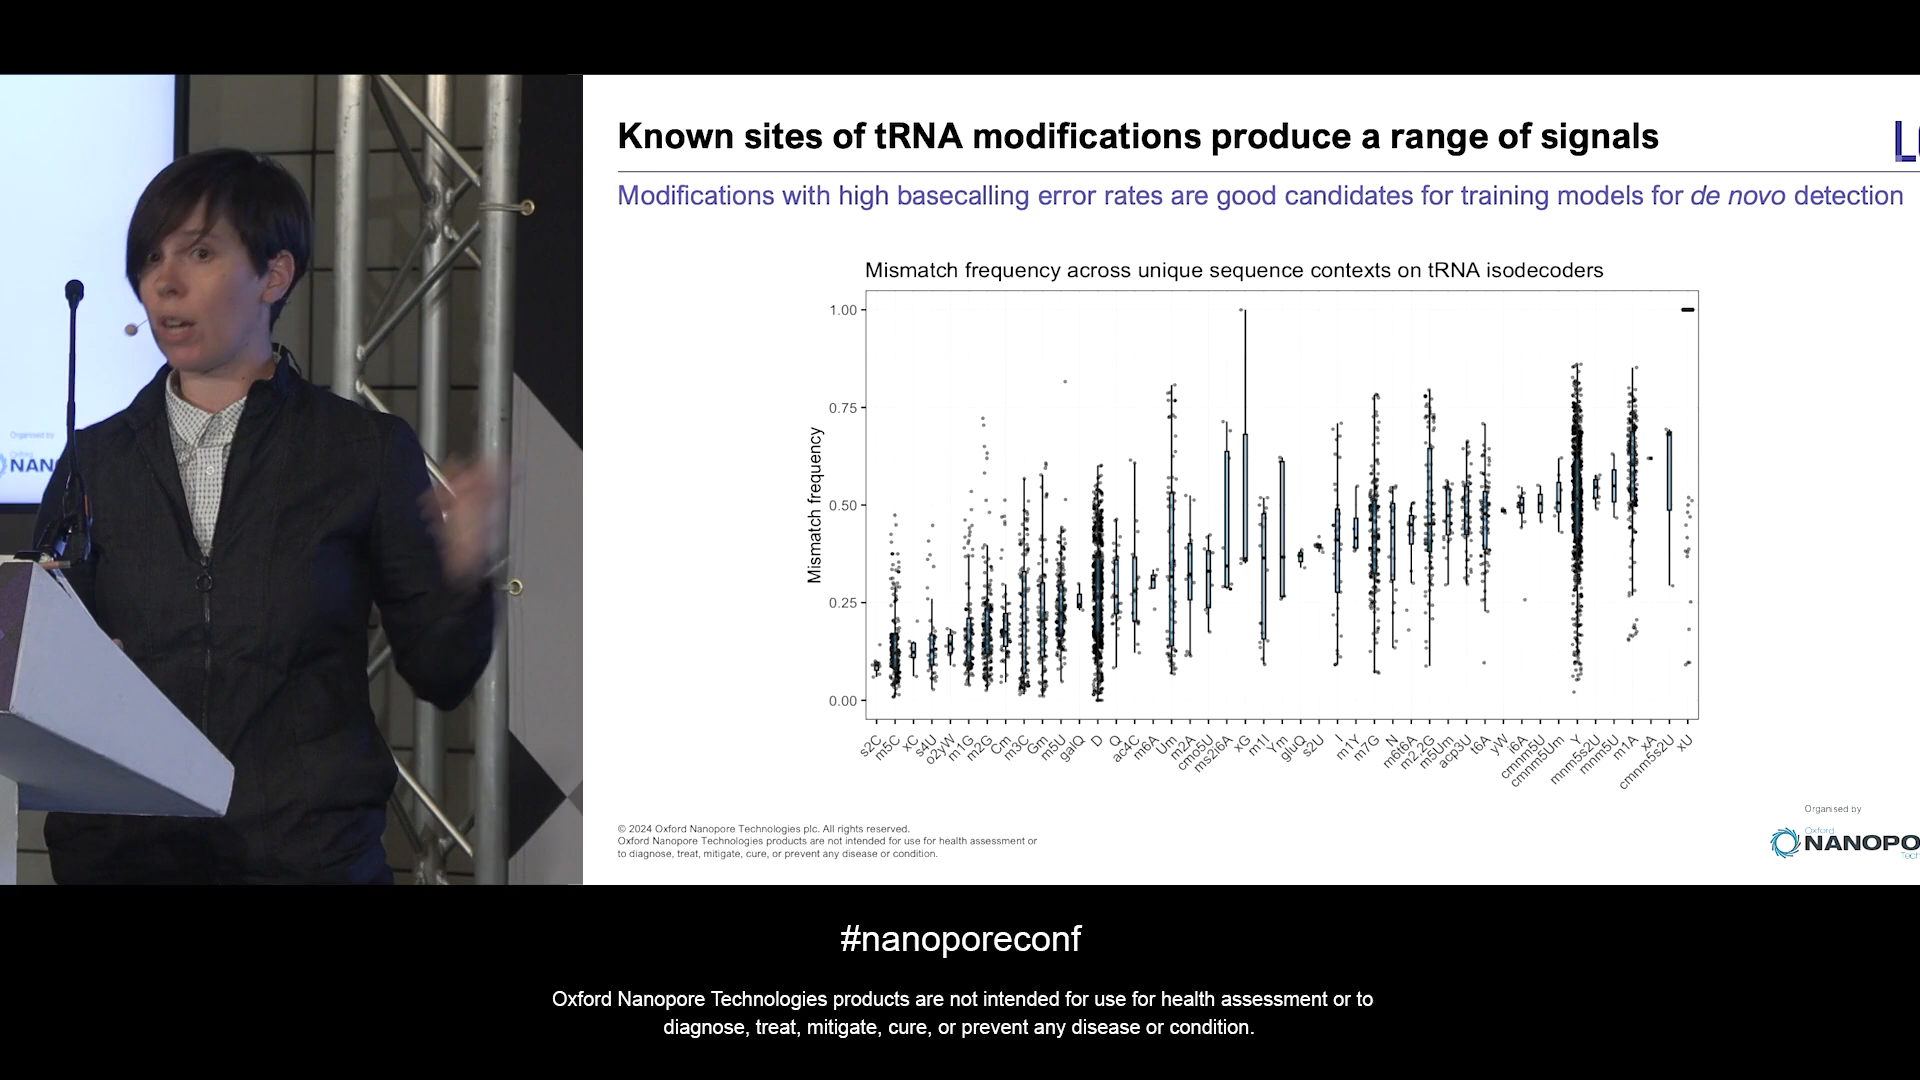 Known sites of tRNA modifications produce a range of signals
Modifications with high basecalling error rates are good candidates for training models for de novo detection
Mismatch frequency across unique sequence contexts on tRNA isodecoders
Mismatch frequency
1.00
0.75
0.50
0.25
0.00
s2C
m5C
xC
s4U
o2yW
m1G
m2G
Cm
m3C
Gm
m5U
galQ
D
Q
ac4C
m6A
Um
m2A
cmo5U
ms2i6A
xG
m1I
Ym
gluQ
s2U
I
m1Y
m7G
N
m6t6A
m2,2G
m5Um
acp3U
t6A
yW
i6A
cmnm5U
cmnm5Um
Y
mnm5s2U
mnm5U
m1A
xA
cmnm5s2U
xU
© 2024 Oxford Nanopore Technologies plc. All rights reserved.
Oxford Nanopore Technologies products are not intended for use for health assessment or
to diagnose, treat, mitigate, cure, or prevent any disease or condition.
Organised by
Oxford
NANOPO
Tech
Organised by
NAN
#nanoporeconf
Oxford Nanopore Technologies products are not intended for use for health assessment or to
diagnose, treat, mitigate, cure, or prevent any disease or condition.